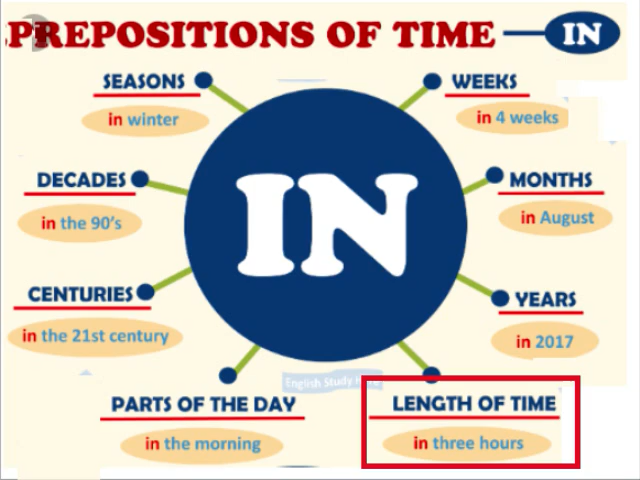 PREPOSITIONS OF TIME
IN
SEASONS
in winter
WEEKS
in 4 weeks
DECADES
in the 90's
MONTHS
in August
IN
CENTURIES
in the 21st century
YEARS
in 2017
English Study
PARTS OF THE DAY
in the morning
LENGTH OF TIME
in three hours